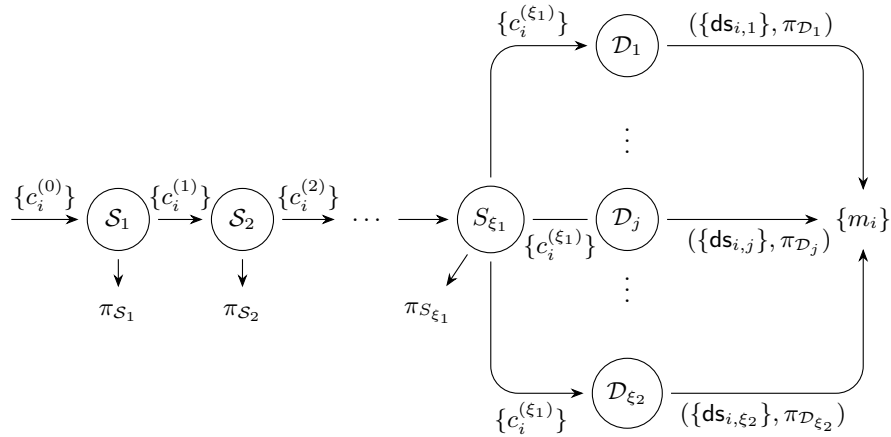 {c_i^{(ξ_1)}}
𝒟_1
({ds_{i,1}}, π_{𝒟_1})
⋮
{c_i^{(0)}}
𝒮_1
{c_i^{(1)}}
𝒮_2
{c_i^{(2)}}
⋯
S_{ξ_1}
{c_i^{(ξ_1)}}
𝒟_j
({ds_{i,j}}, π_{𝒟_j})
{m_i}
π_{𝒮_1}
π_{𝒮_2}
π_{S_{ξ_1}}
⋮
{c_i^{(ξ_1)}}
𝒟_{ξ_2}
({ds_{i,ξ_2}}, π_{𝒟_{ξ_2}})